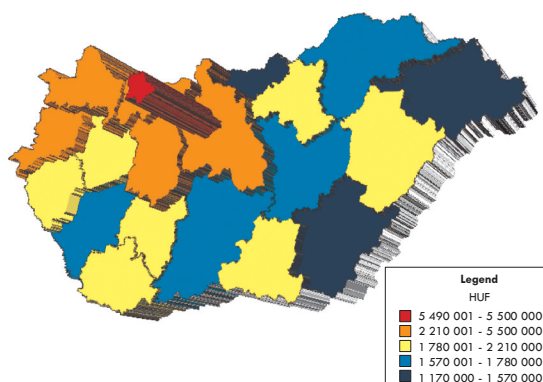 Legend
HUF
5 490 001 - 5 500 000
2 210 001 - 5 500 000
1 780 001 - 2 210 000
1 570 001 - 1 780 000
1 170 000 - 1 570 000